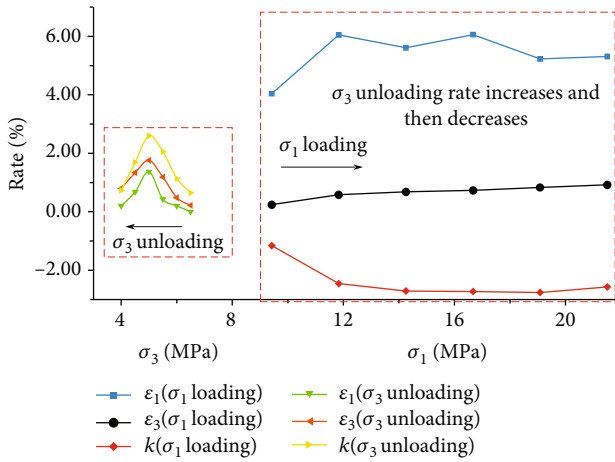 6.00
4.00
2.00
0.00
–2.00
Rate (%)
σ3 unloading rate increases and
then decreases
σ1 loading
σ3 unloading
4 8 12 16 20
σ3 (MPa) σ1 (MPa)
ε1(σ1 loading) ε1(σ3 unloading)
ε3(σ1 loading) ε3(σ3 unloading)
k(σ1 loading) k(σ3 unloading)